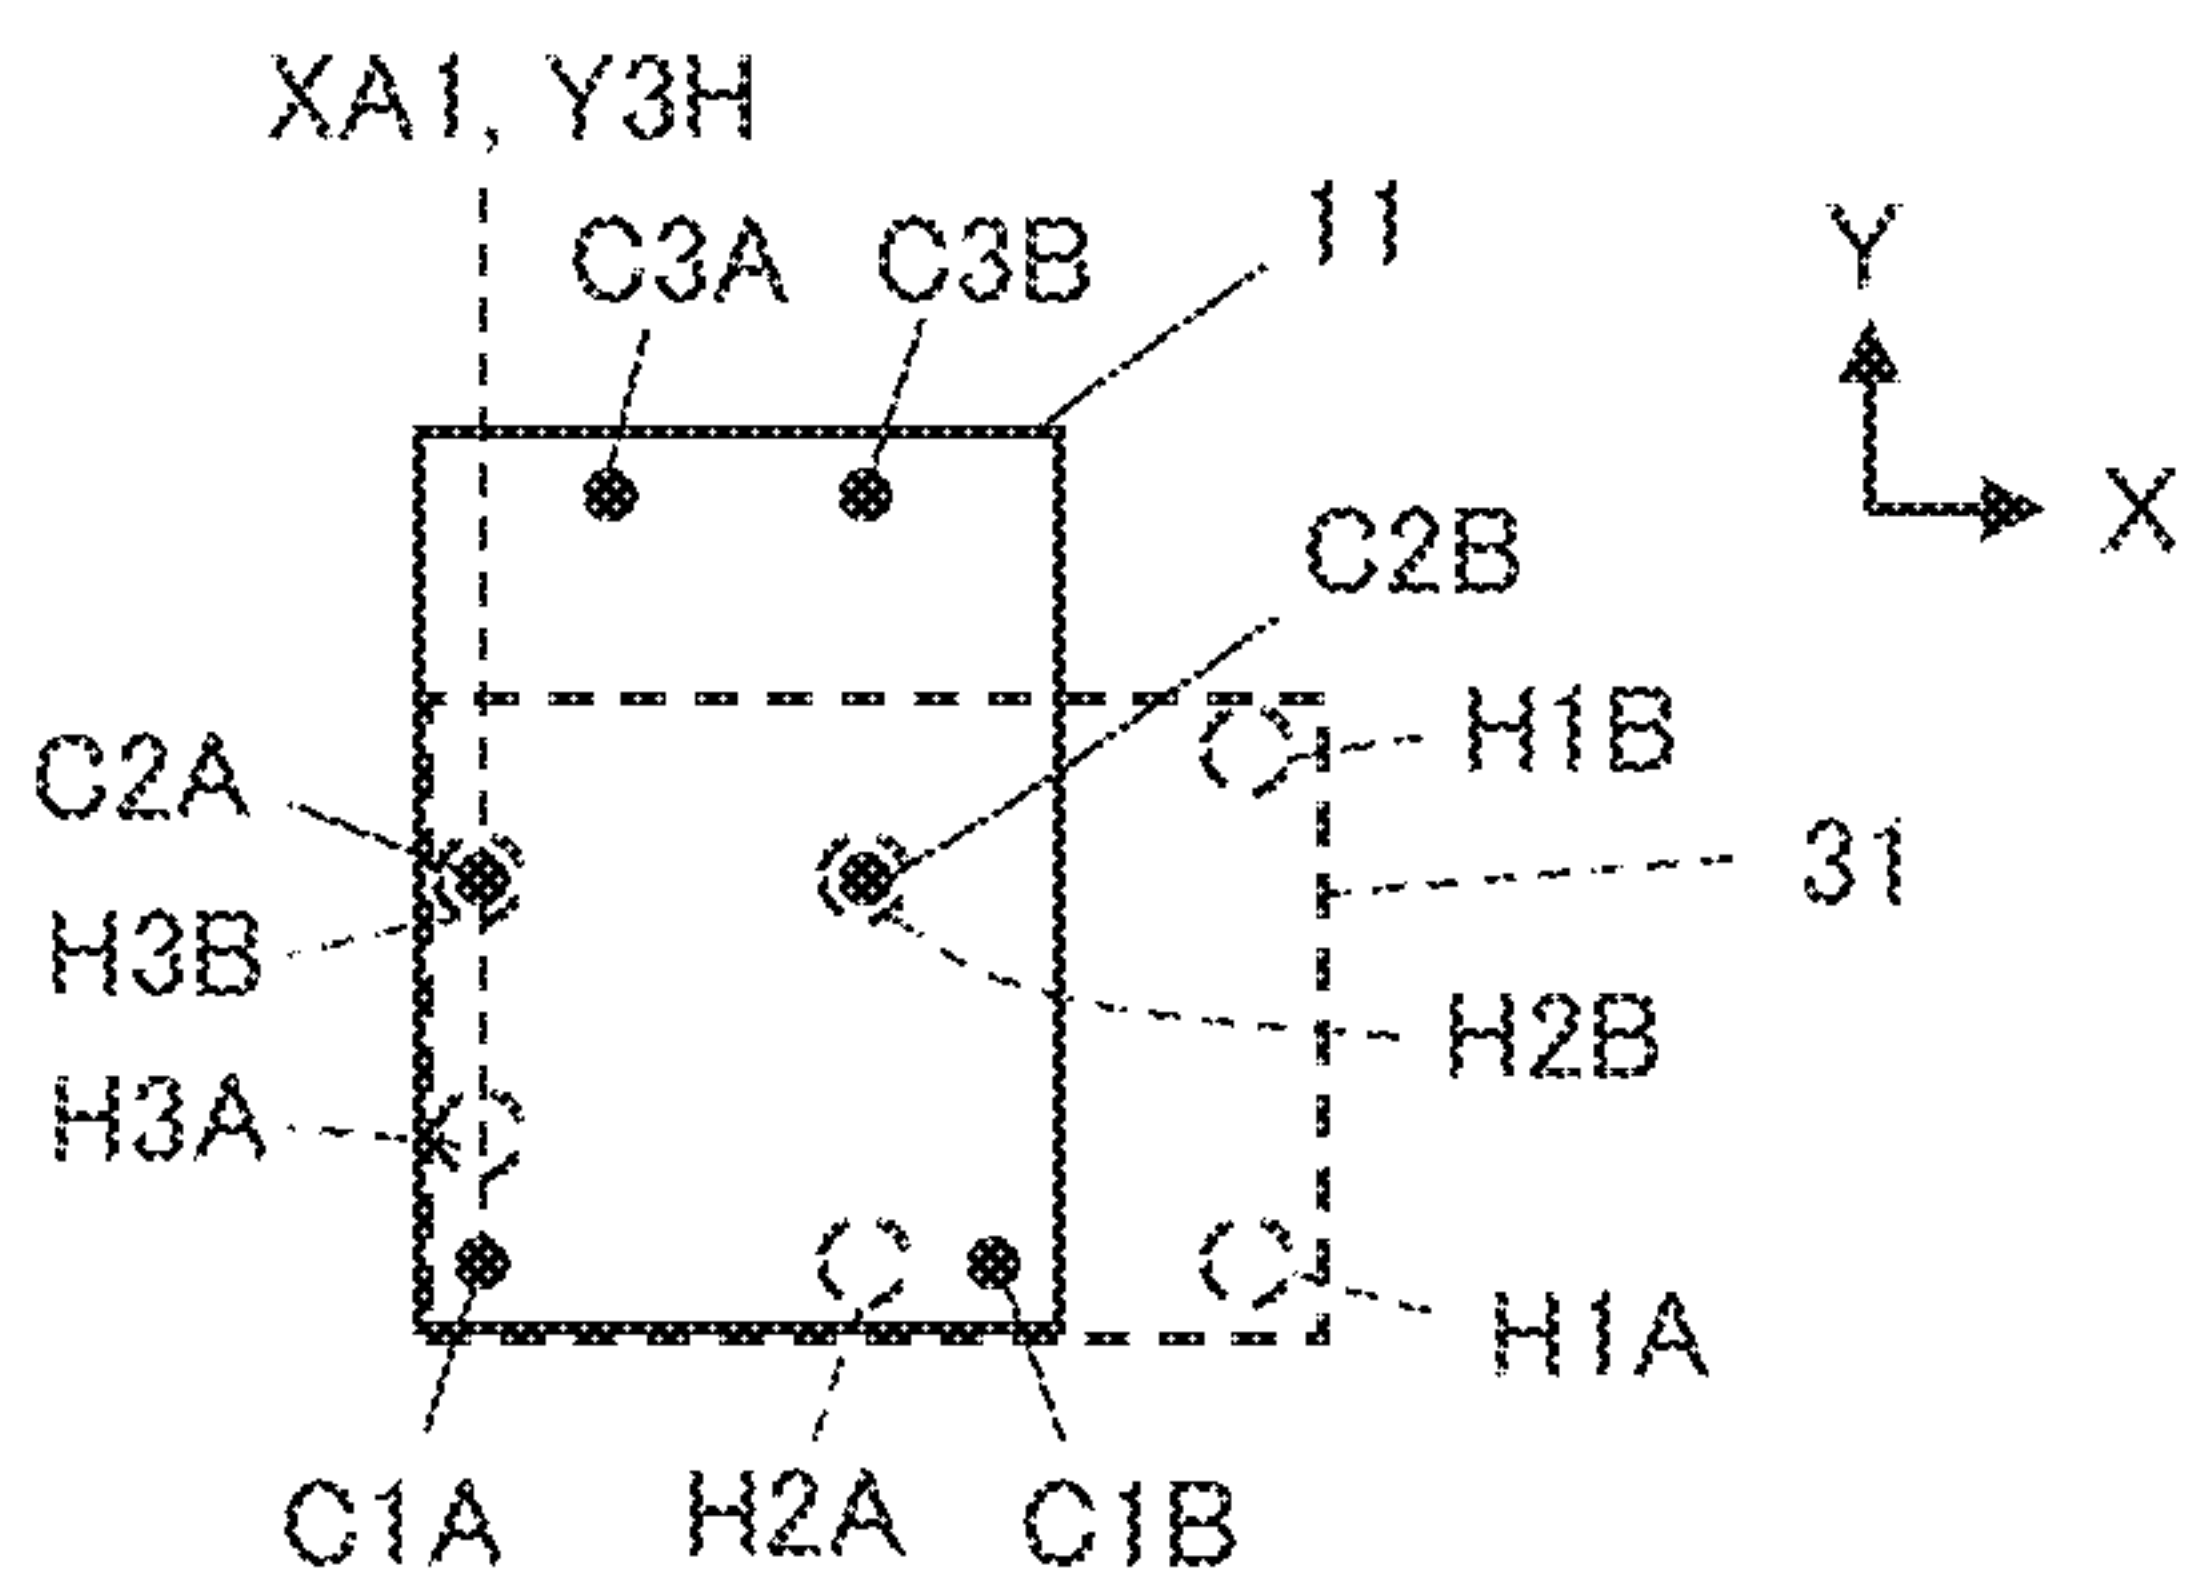 XA1, Y3H
11
C3A C3B
Y
X
C2B
H1B
C2A
31
H3B
H2B
H3A
H1A
C1A H2A C1B